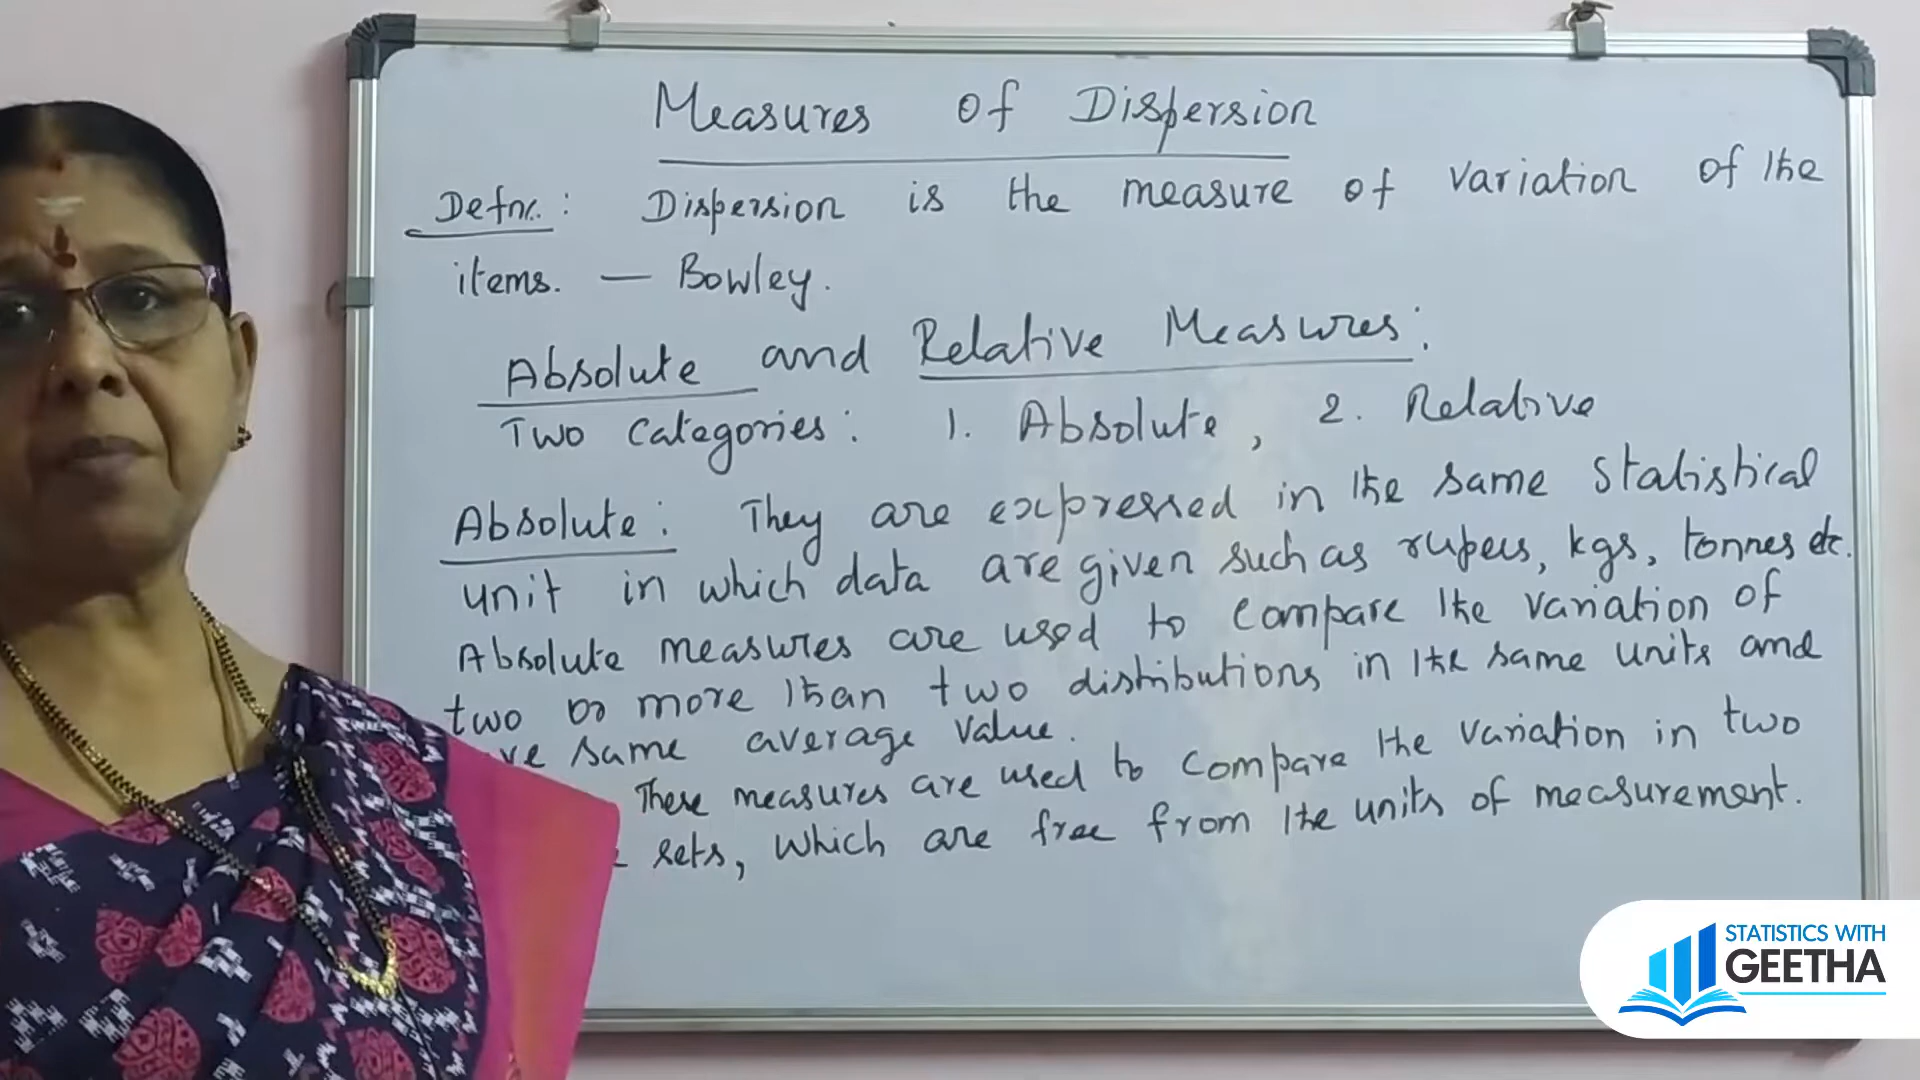 Measures of Dispersion
Defn. : Dispersion is the measure of variation of the
items. — Bowley.
Absolute and Relative Measures:
Two Categories: 1. Absolute, 2. Relative
Absolute: They are expressed in the same Statistical
unit in which data are given such as rupees, kgs, tonnes etc.
Absolute measures are used to compare the variation of
two or more than two distributions in the same units and
same average value.
These measures are used to compare the variation in two
sets, which are free from the units of measurement.
STATISTICS WITH
GEETHA